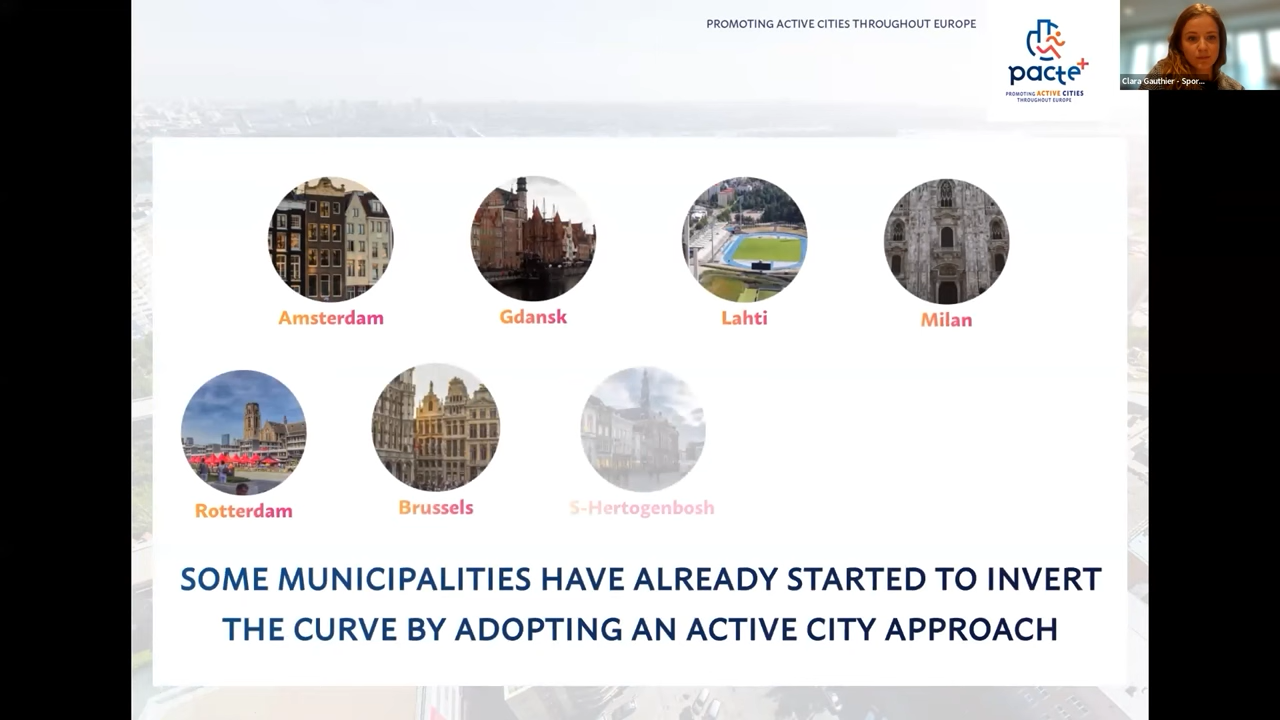 PROMOTING ACTIVE CITIES THROUGHOUT EUROPE
pacte+
PROMOTING ACTIVE CITIES
THROUGHOUT EUROPE
Clara Gauthier - Spor...
Amsterdam
Gdansk
Lahti
Milan
Rotterdam
Brussels
S-Hertogenbosh
SOME MUNICIPALITIES HAVE ALREADY STARTED TO INVERT
THE CURVE BY ADOPTING AN ACTIVE CITY APPROACH